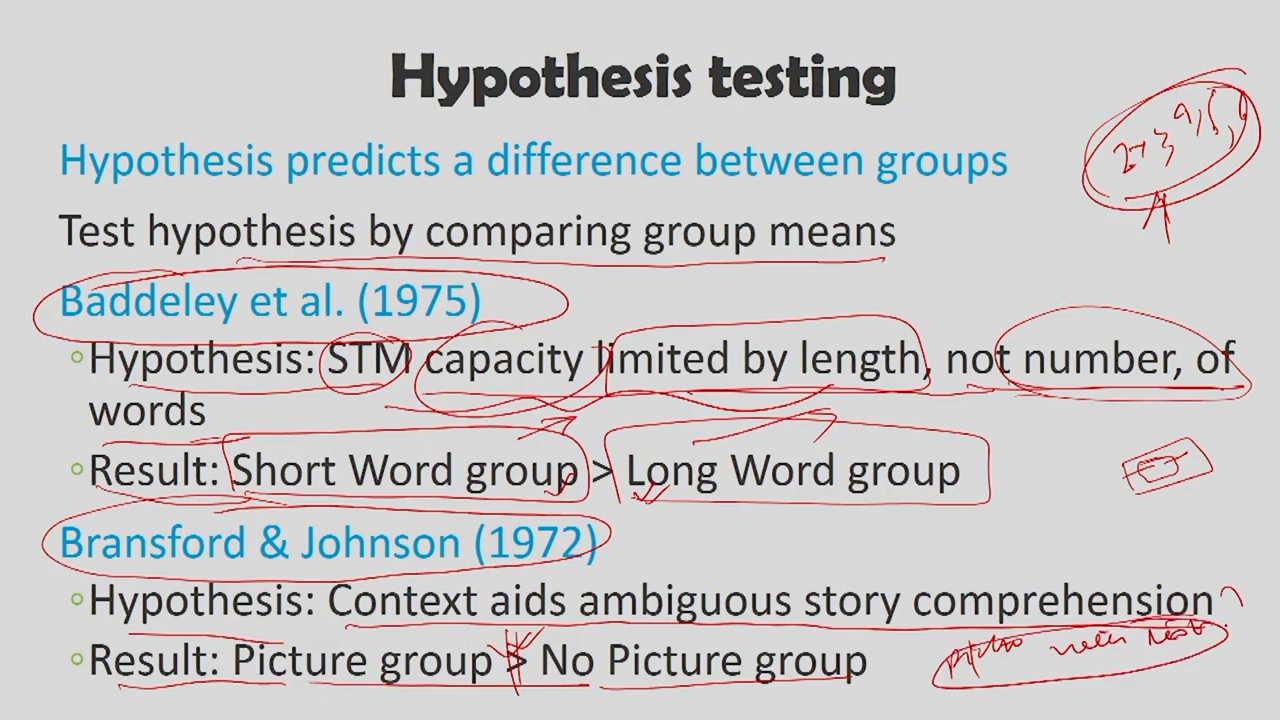 Hypothesis testing
Hypothesis predicts a difference between groups
Test hypothesis by comparing group means
Baddeley et al. (1975)
Hypothesis: STM capacity limited by length, not number, of
words
Result: Short Word group > Long Word group
Bransford & Johnson (1972)
Hypothesis: Context aids ambiguous story comprehension
Result: Picture group > No Picture group